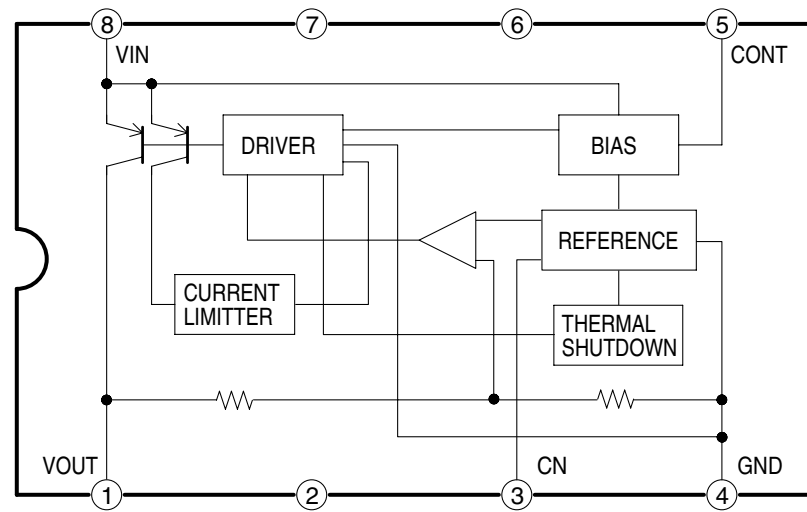 8 7 6 5
VIN CONT
DRIVER BIAS
REFERENCE
CURRENT
LIMITTER
THERMAL
SHUTDOWN
VOUT CN GND
1 2 3 4